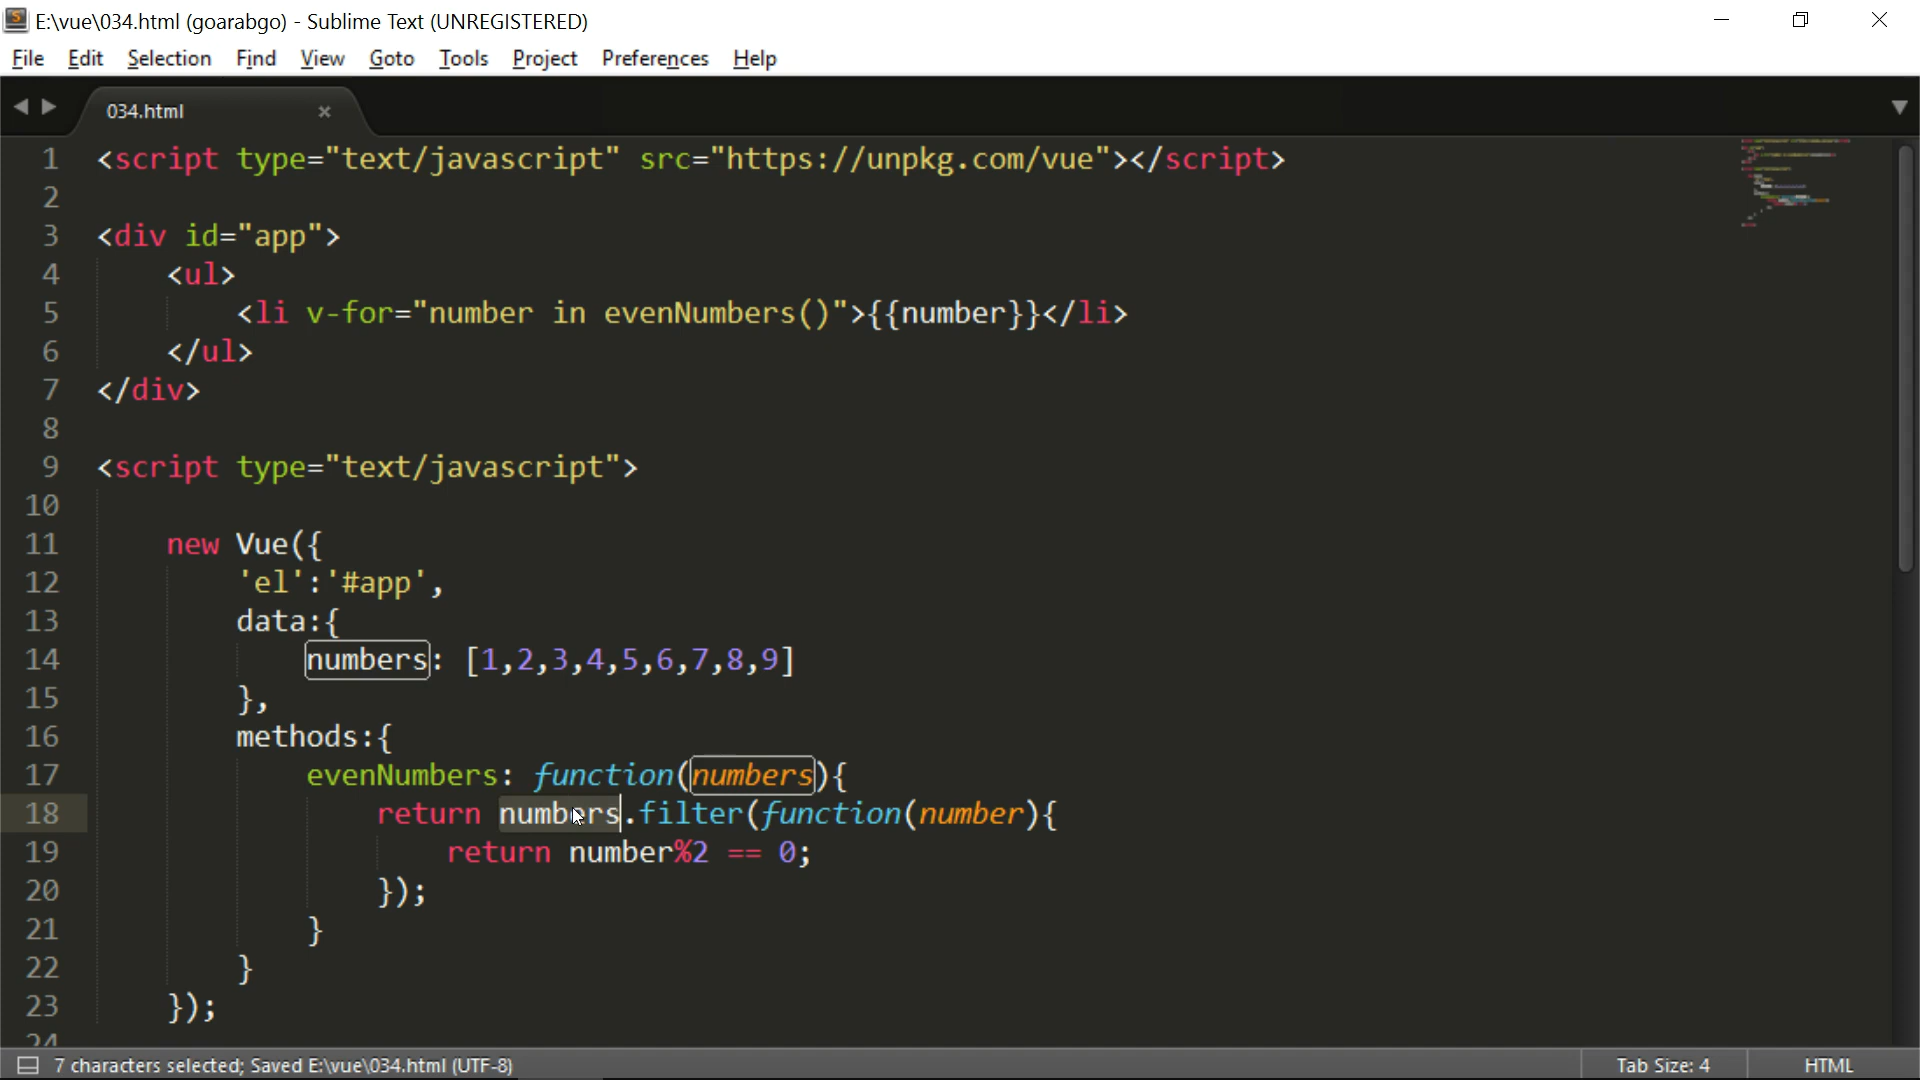 E:\vue\034.html (goarabgo) - Sublime Text (UNREGISTERED)
File Edit Selection Find View Goto Tools Project Preferences Help
034.html
1 <script type="text/javascript" src="https://unpkg.com/vue"></script>
2
3 <div id="app">
4 <ul>
5 <li v-for="number in evenNumbers()">{{number}}</li>
6 </ul>
7 </div>
8
9 <script type="text/javascript">
10
11 new Vue({
12 'el':'#app',
13 data:{
14 numbers: [1,2,3,4,5,6,7,8,9]
15 },
16 methods:{
17 evenNumbers: function(numbers){
18 return numbers.filter(function(number){
19 return number%2 == 0;
20 });
21 }
22 }
23 });
24
7 characters selected; Saved E:\vue\034.html (UTF-8) Tab Size: 4 HTML